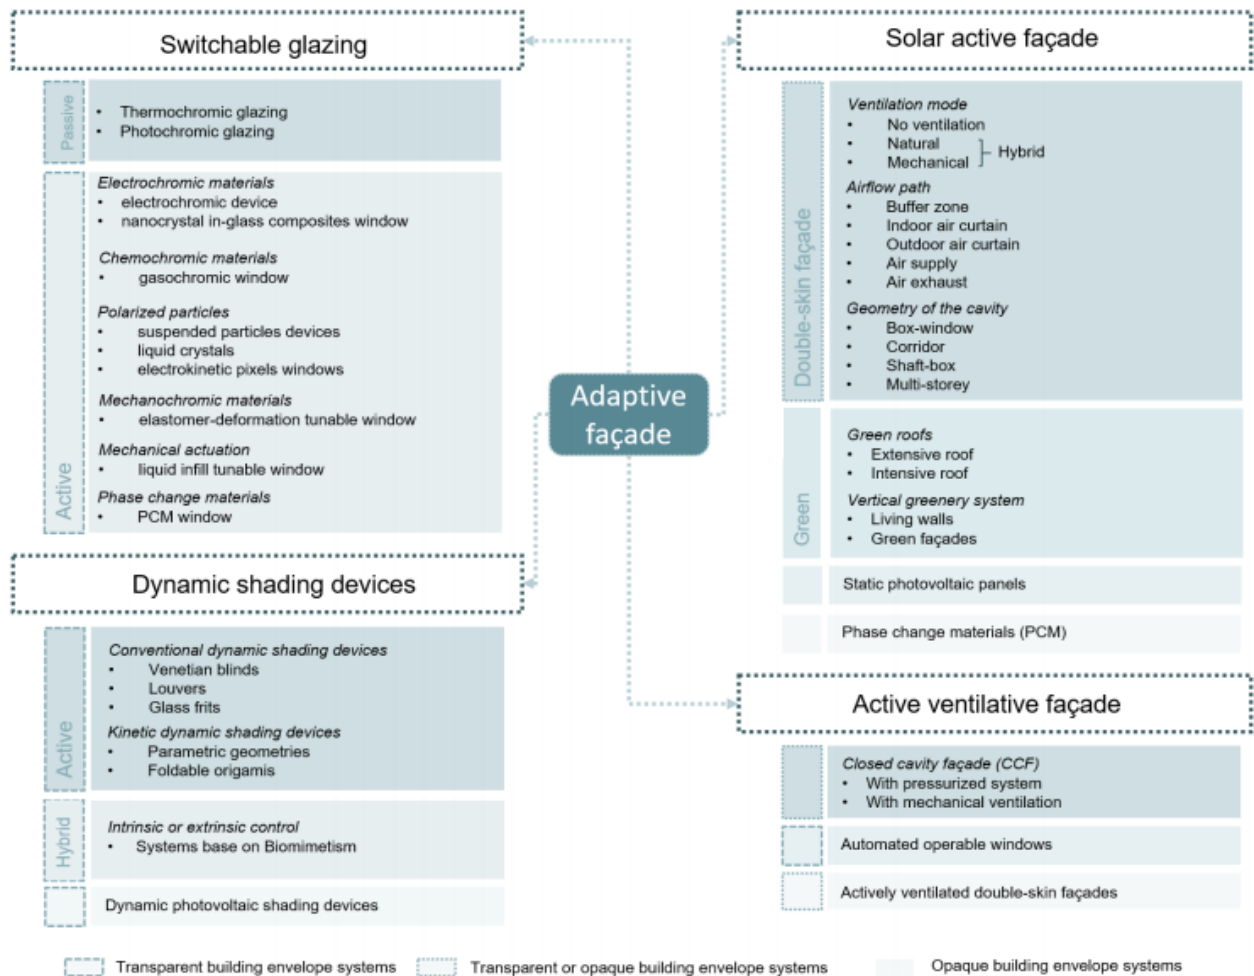 Switchable glazing
Passive
• Thermochromic glazing
• Photochromic glazing
Active
Electrochromic materials
• electrochromic device
• nanocrystal in-glass composites window
Chemochromic materials
• gasochromic window
Polarized particles
• suspended particles devices
• liquid crystals
• electrokinetic pixels windows
Mechanochromic materials
• elastomer-deformation tunable window
Mechanical actuation
• liquid infill tunable window
Phase change materials
• PCM window
Dynamic shading devices
Active
Conventional dynamic shading devices
• Venetian blinds
• Louvers
• Glass frits
Kinetic dynamic shading devices
• Parametric geometries
• Foldable origamis
Hybrid
Intrinsic or extrinsic control
• Systems base on Biomimetism
Dynamic photovoltaic shading devices
Adaptive
façade
Solar active façade
Double-skin façade
Ventilation mode
• No ventilation
• Natural
• Mechanical
Hybrid
Airflow path
• Buffer zone
• Indoor air curtain
• Outdoor air curtain
• Air supply
• Air exhaust
Geometry of the cavity
• Box-window
• Corridor
• Shaft-box
• Multi-storey
Green
Green roofs
• Extensive roof
• Intensive roof
Vertical greenery system
• Living walls
• Green façades
Static photovoltaic panels
Phase change materials (PCM)
Active ventilative façade
Closed cavity façade (CCF)
• With pressurized system
• With mechanical ventilation
Automated operable windows
Actively ventilated double-skin façades
Transparent building envelope systems
Transparent or opaque building envelope systems
Opaque building envelope systems